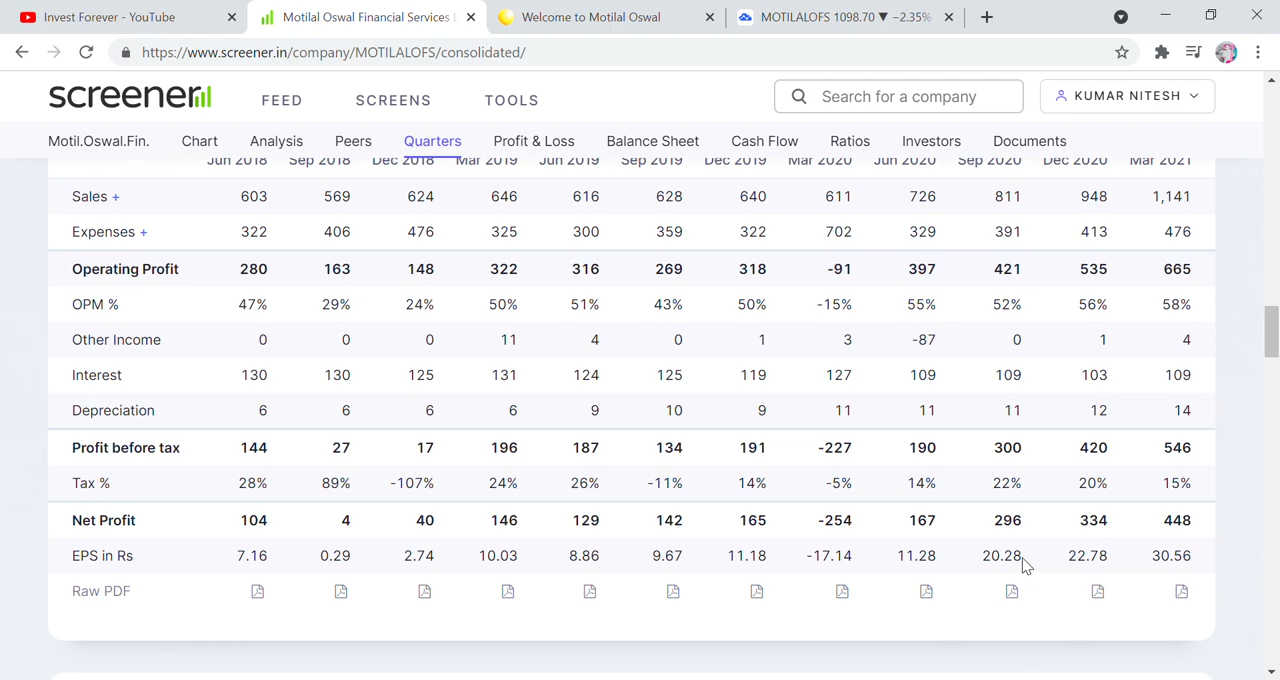 Invest Forever - YouTube
Motilal Oswal Financial Services L
Welcome to Motilal Oswal
MOTILALOFS 1098.70 ▼ −2.35%
https://www.screener.in/company/MOTILALOFS/consolidated/
screener
FEED SCREENS TOOLS
Search for a company
KUMAR NITESH
Motil.Oswal.Fin. Chart Analysis Peers Quarters Profit & Loss Balance Sheet Cash Flow Ratios Investors Documents
Jun 2018 Sep 2018 Dec 2018 Mar 2019 Jun 2019 Sep 2019 Dec 2019 Mar 2020 Jun 2020 Sep 2020 Dec 2020 Mar 2021
Sales + 603 569 624 646 616 628 640 611 726 811 948 1,141
Expenses + 322 406 476 325 300 359 322 702 329 391 413 476
Operating Profit 280 163 148 322 316 269 318 -91 397 421 535 665
OPM % 47% 29% 24% 50% 51% 43% 50% -15% 55% 52% 56% 58%
Other Income 0 0 0 11 4 0 1 3 -87 0 1 4
Interest 130 130 125 131 124 125 119 127 109 109 103 109
Depreciation 6 6 6 6 9 10 9 11 11 11 12 14
Profit before tax 144 27 17 196 187 134 191 -227 190 300 420 546
Tax % 28% 89% -107% 24% 26% -11% 14% -5% 14% 22% 20% 15%
Net Profit 104 4 40 146 129 142 165 -254 167 296 334 448
EPS in Rs 7.16 0.29 2.74 10.03 8.86 9.67 11.18 -17.14 11.28 20.28 22.78 30.56
Raw PDF